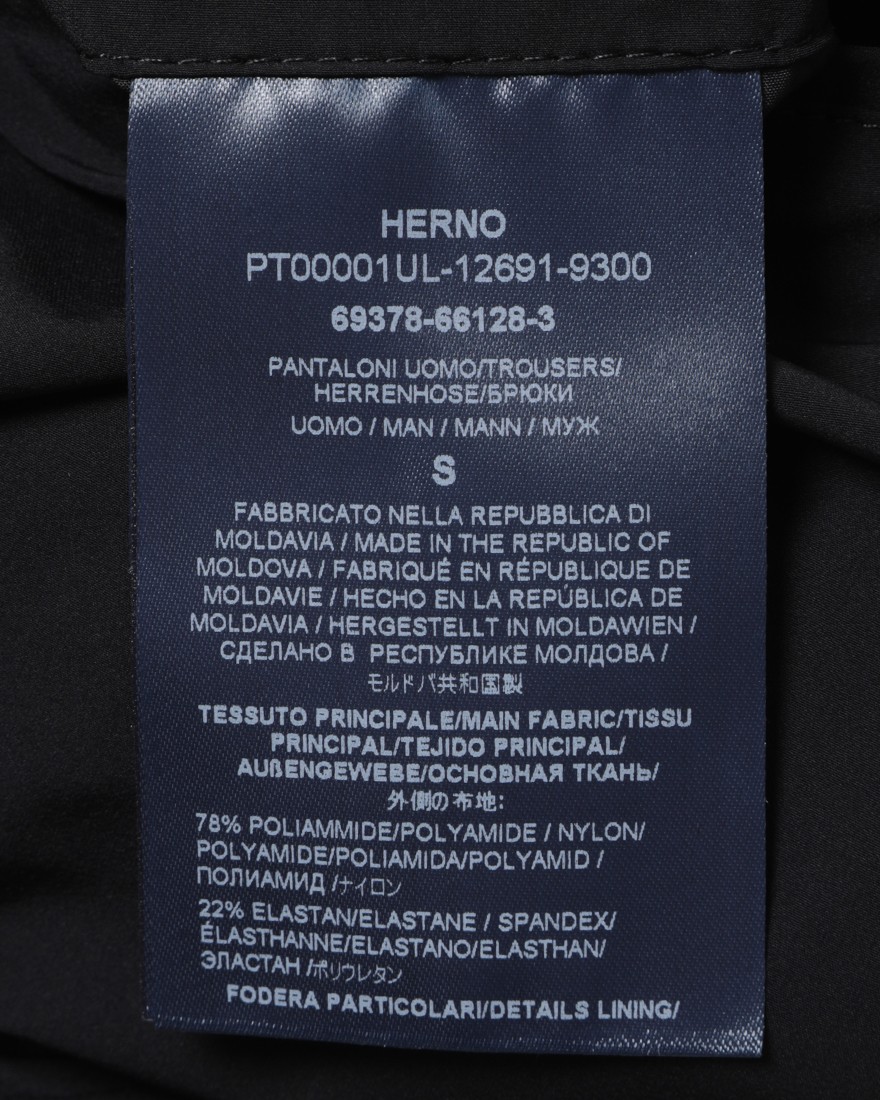 HERNO
PT00001UL-12691-9300
69378-66128-3
PANTALONI UOMO/TROUSERS/
HERRENHOSE/БРЮКИ
UOMO / MAN / MANN / МУЖ
S
FABBRICATO NELLA REPUBBLICA DI
MOLDAVIA / MADE IN THE REPUBLIC OF
MOLDOVA / FABRIQUÉ EN RÉPUBLIQUE DE
MOLDAVIE / HECHO EN LA REPÚBLICA DE
MOLDAVIA / HERGESTELLT IN MOLDAWIEN /
СДЕЛАНО В РЕСПУБЛИКЕ МОЛДОВА /
モルドバ共和国製
TESSUTO PRINCIPALE/MAIN FABRIC/TISSU
PRINCIPAL/TEJIDO PRINCIPAL/
AUßENGEWEBE/ОСНОВНАЯ ТКАНЬ/
外側の布地:
78% POLIAMMIDE/POLYAMIDE / NYLON/
POLYAMIDE/POLIAMIDA/POLYAMID /
ПОЛИАМИД /ナイロン
22% ELASTAN/ELASTANE / SPANDEX/
ÉLASTHANNE/ELASTANO/ELASTHAN/
ЭЛАСТАН /ポリウレタン
FODERA PARTICOLARI/DETAILS LINING/